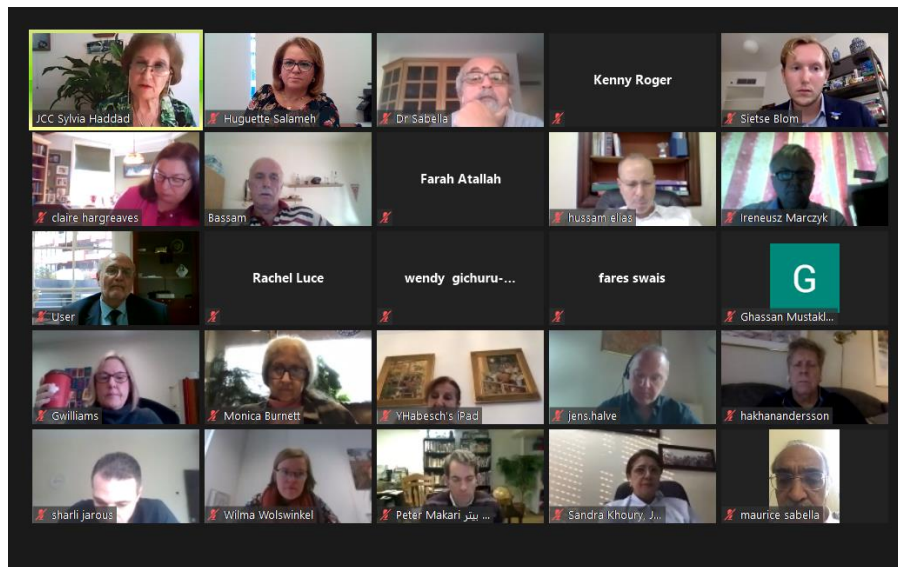 JCC Sylvia Haddad
Huguette Salameh
Dr Sabella
Kenny Roger
Sietse Blom
claire hargreaves
Bassam
Farah Atallah
hussam elias
Ireneusz Marczyk
User
Rachel Luce
wendy gichuru-...
fares swais
G
Ghassan Mustakl...
Gwilliams
Monica Burnett
YHabesch's iPad
jens.halve
hakhanandersson
sharli jarous
Wilma Wolswinkel
Peter Makari بيتر ...
Sandra Khoury, J...
maurice sabella